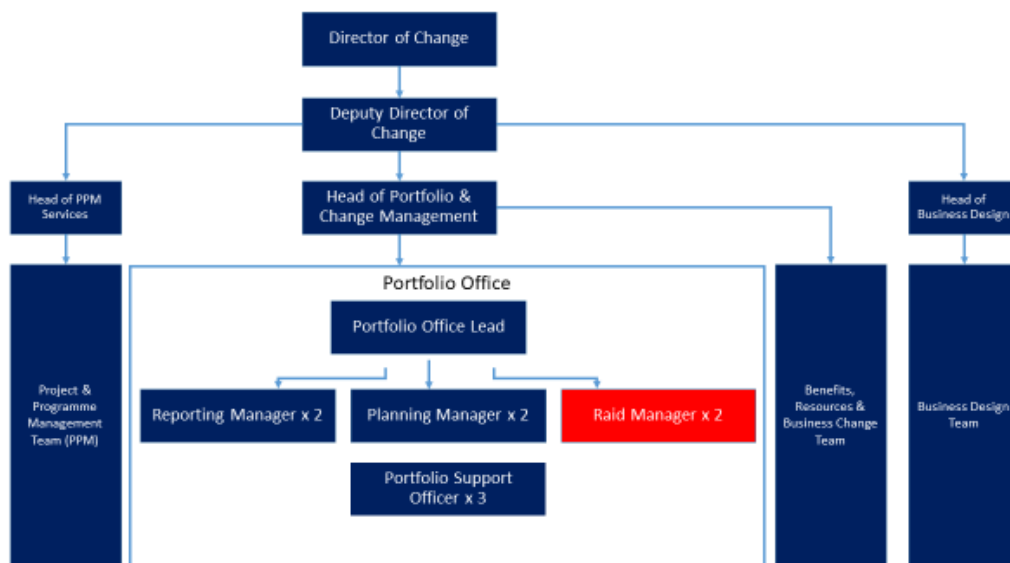 Director of Change
Deputy Director of
Change
Head of PPM
Services
Head of Portfolio &
Change Management
Head of
Business Design
Portfolio Office
Portfolio Office Lead
Reporting Manager x 2
Planning Manager x 2
Raid Manager x 2
Portfolio Support
Officer x 3
Project &
Programme
Management
Team (PPM)
Benefits,
Resources &
Business Change
Team
Business Design
Team